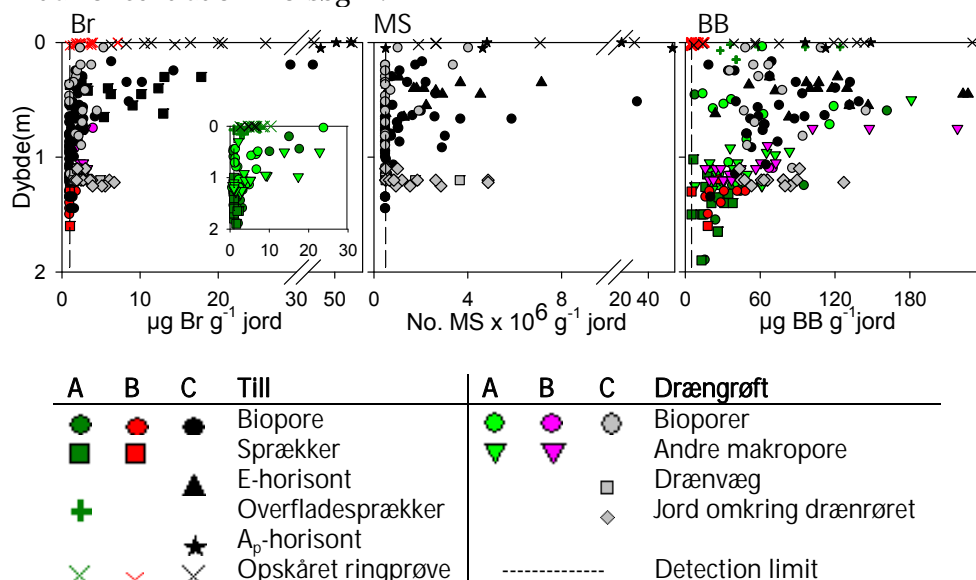 Br MS BB
0
1
2
Dybde(m)
0
1
2
0 10 20 30
0 10 20 30 50
0 4 8 20 40
0 60 120 180
µg Br g⁻¹ jord
No. MS x 10⁶ g⁻¹ jord
µg BB g⁻¹ jord
A B C Till
Biopore
Sprækker
E-horisont
Overfladesprækker
Aₚ-horisont
Opskåret ringprøve
A B C Drængrøft
Bioporer
Andre makropore
Drænvæg
Jord omkring drænrøret
Detection limit